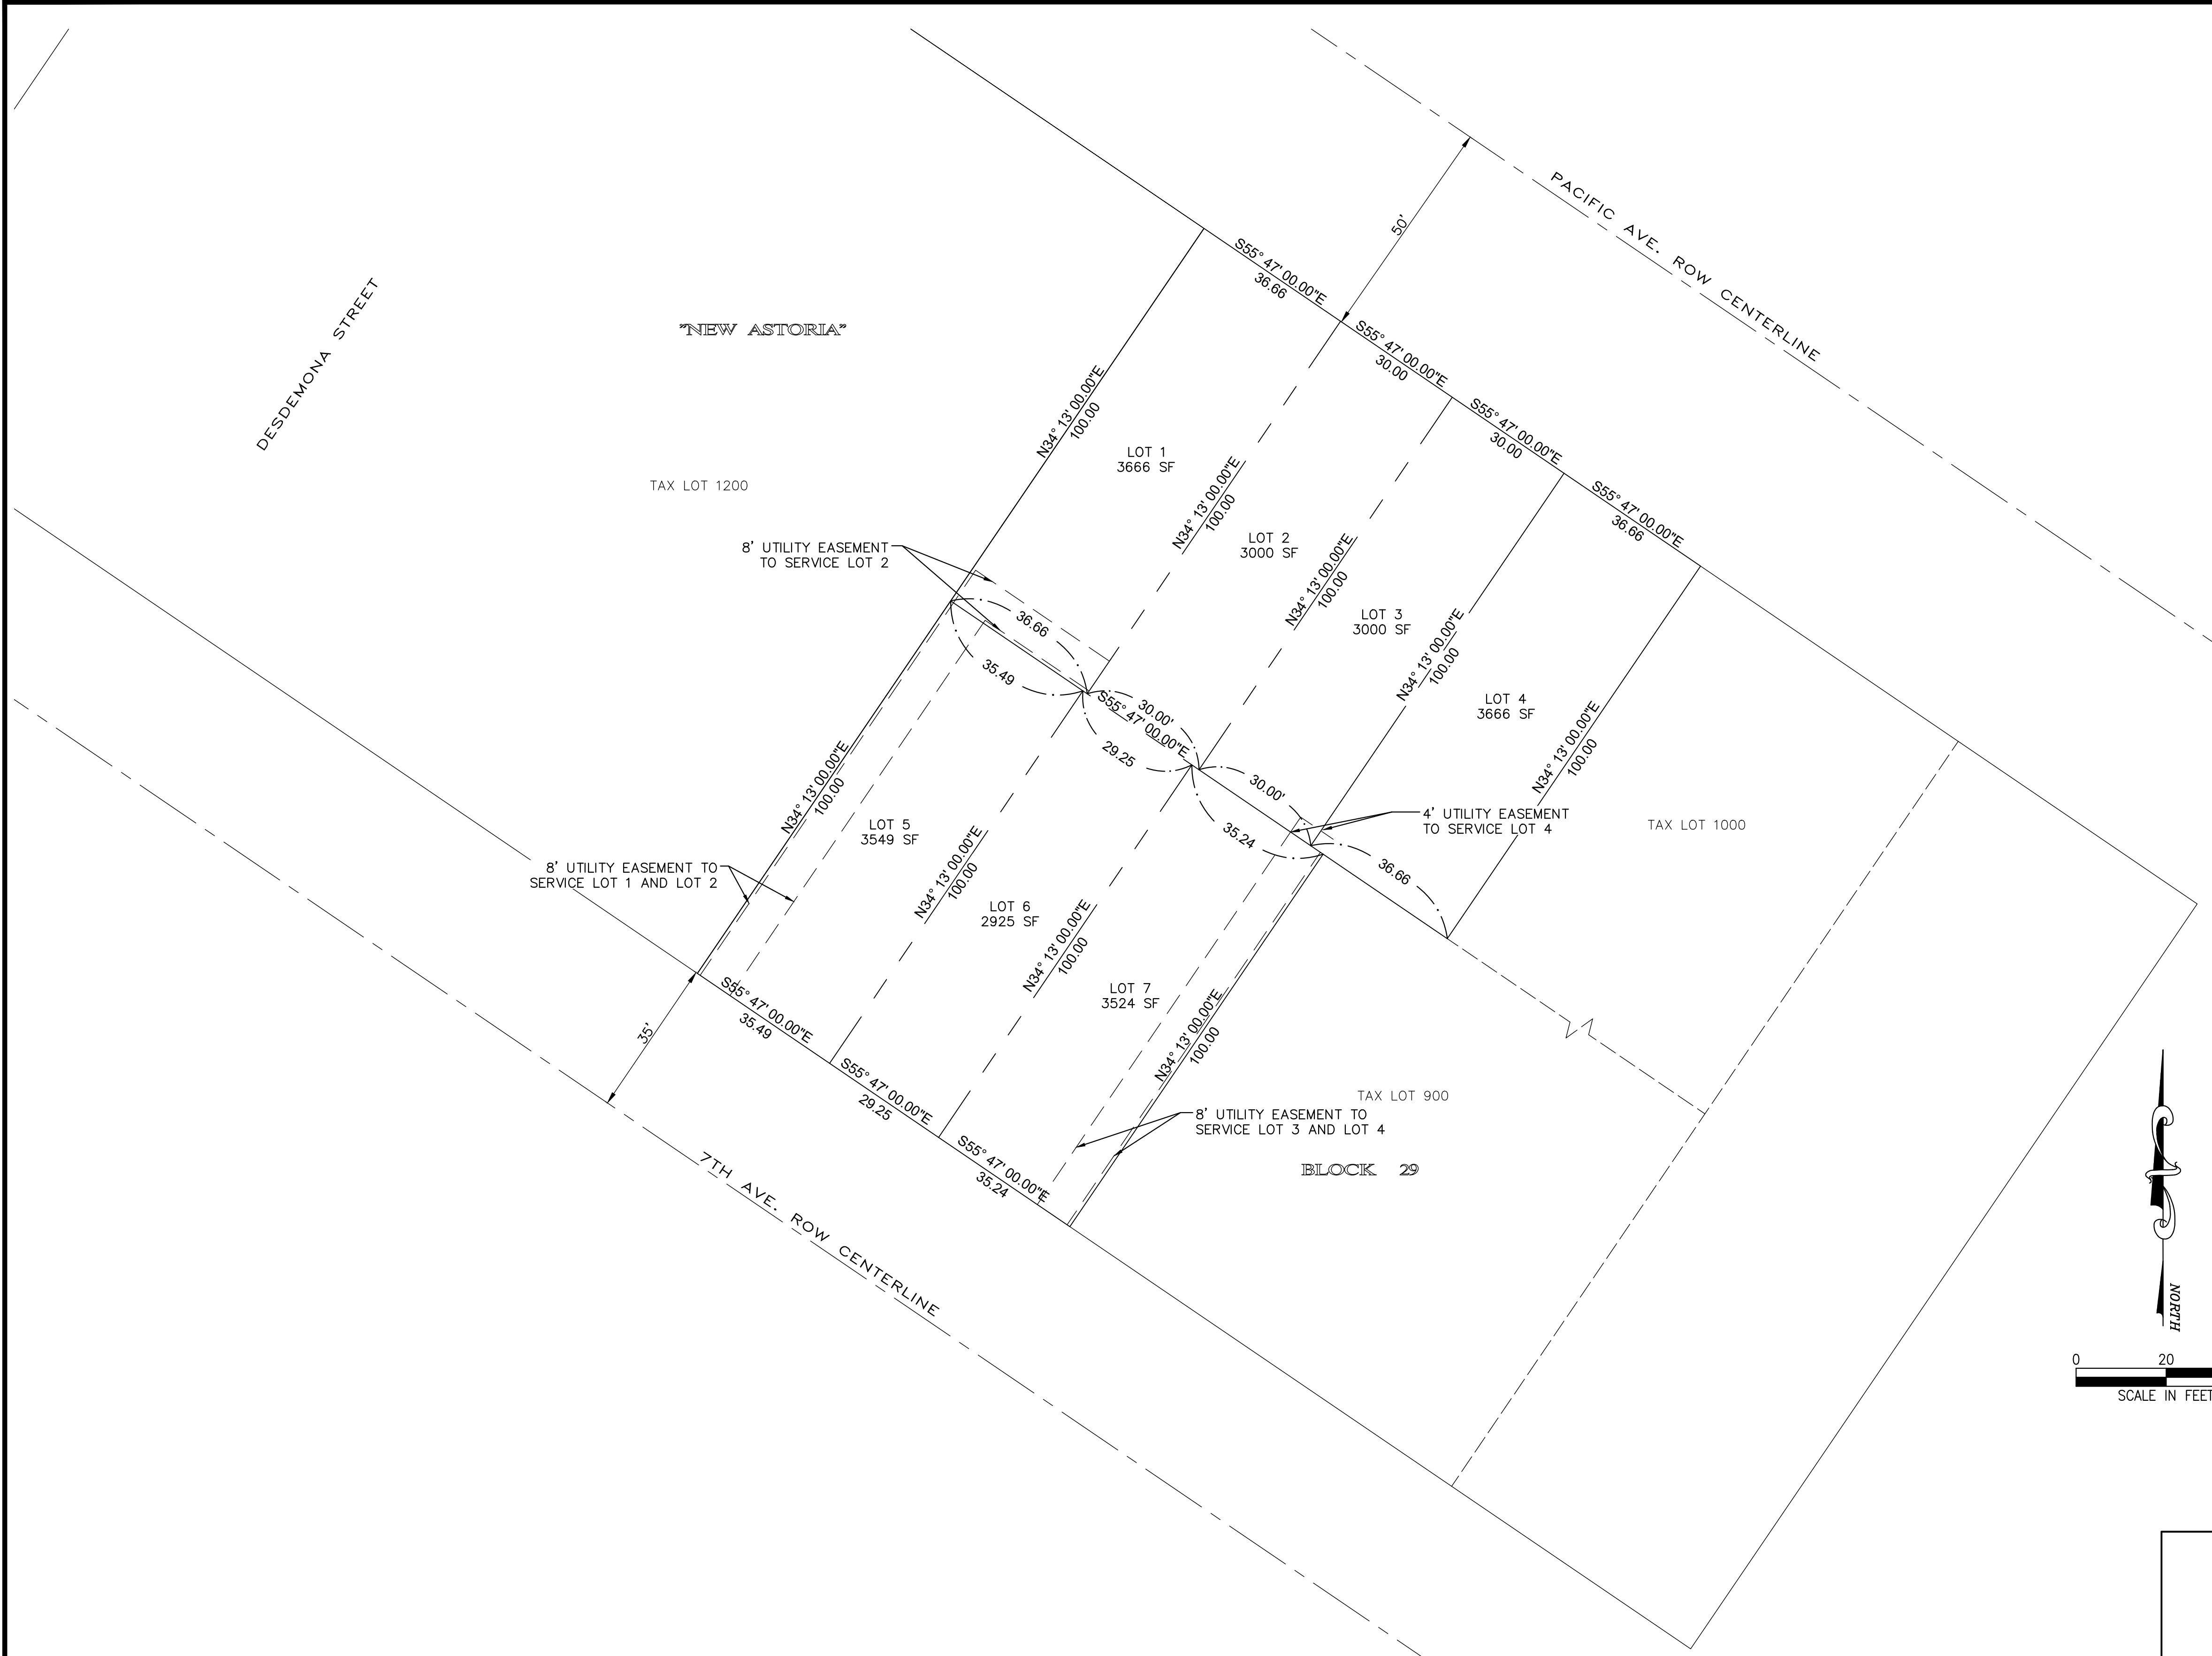 PACIFIC AVE. ROW CENTERLINE
50'
S55° 47' 00.00"E
36.66
S55° 47' 00.00"E
30.00
S55° 47' 00.00"E
30.00
S55° 47' 00.00"E
36.66
DESDEMONA STREET
"NEW ASTORIA"
TAX LOT 1200
N34° 13' 00.00"E
100.00
LOT 1
3666 SF
N34° 13' 00.00"E
100.00
LOT 2
3000 SF
N34° 13' 00.00"E
100.00
LOT 3
3000 SF
N34° 13' 00.00"E
100.00
LOT 4
3666 SF
N34° 13' 00.00"E
100.00
8' UTILITY EASEMENT
TO SERVICE LOT 2
36.66
35.49
30.00'
S55° 47' 00.00"E
29.25
30.00'
35.24
36.66
4' UTILITY EASEMENT
TO SERVICE LOT 4
TAX LOT 1000
N34° 13' 00.00"E
100.00
LOT 5
3549 SF
8' UTILITY EASEMENT TO
SERVICE LOT 1 AND LOT 2
N34° 13' 00.00"E
100.00
LOT 6
2925 SF
N34° 13' 00.00"E
100.00
LOT 7
3524 SF
N34° 13' 00.00"E
100.00
TAX LOT 900
8' UTILITY EASEMENT TO
SERVICE LOT 3 AND LOT 4
BLOCK 29
35'
S55° 47' 00.00"E
35.49
S55° 47' 00.00"E
29.25
S55° 47' 00.00"E
35.24
7TH AVE. ROW CENTERLINE
NORTH
0 20
SCALE IN FEET